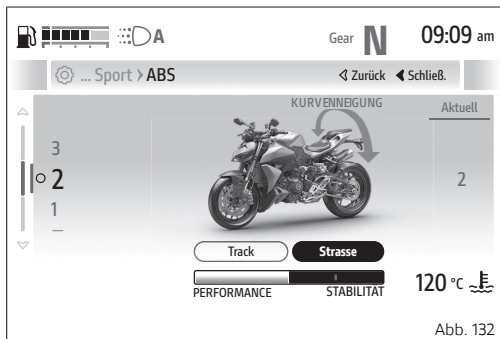 A Gear N 09:09 am
... Sport › ABS Zurück Schließ.
KURVENNEIGUNG Aktuell
3
2 2
1
—
Track Strasse
PERFORMANCE STABILITÄT 120 °C
Abb. 132